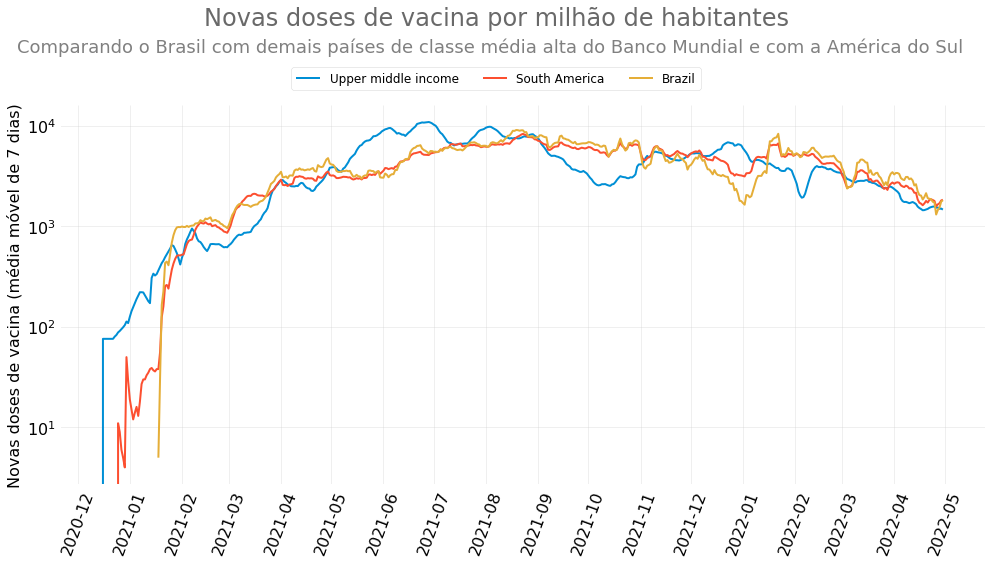 Novas doses de vacina por milhão de habitantes
Comparando o Brasil com demais países de classe média alta do Banco Mundial e com a América do Sul
Upper middle income South America Brazil
Novas doses de vacina (média móvel de 7 dias)
10⁴
10³
10²
10¹
2020-12 2021-01 2021-02 2021-03 2021-04 2021-05 2021-06 2021-07 2021-08 2021-09 2021-10 2021-11 2021-12 2022-01 2022-02 2022-03 2022-04 2022-05